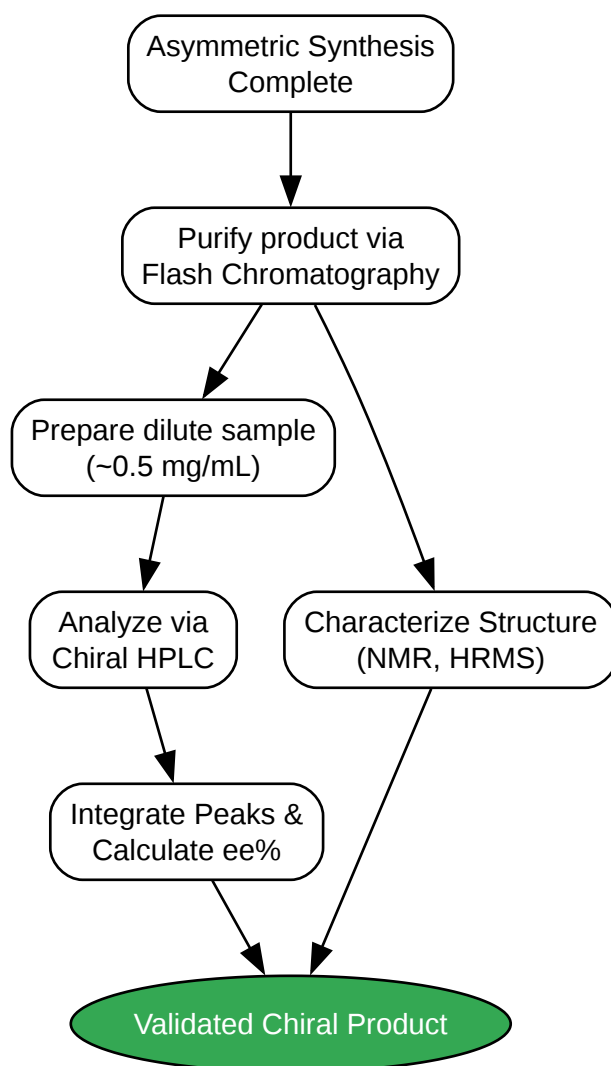 Asymmetric Synthesis
Complete
Purify product via
Flash Chromatography
Prepare dilute sample
(~0.5 mg/mL)
Analyze via
Chiral HPLC
Characterize Structure
(NMR, HRMS)
Integrate Peaks &
Calculate ee%
Validated Chiral Product